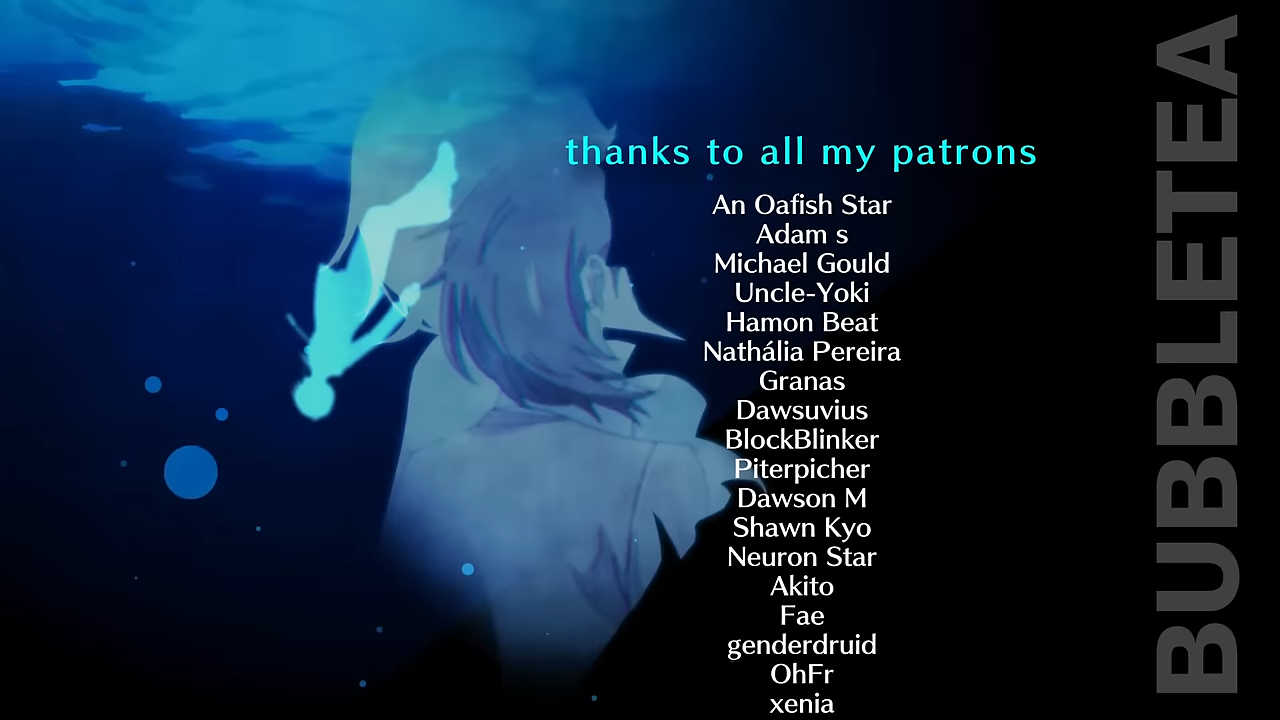 thanks to all my patrons
An Oafish Star
Adam s
Michael Gould
Uncle-Yoki
Hamon Beat
Nathália Pereira
Granas
Dawsuvius
BlockBlinker
Piterpicher
Dawson M
Shawn Kyo
Neuron Star
Akito
Fae
genderdruid
OhFr
xenia
BUBBLETEA